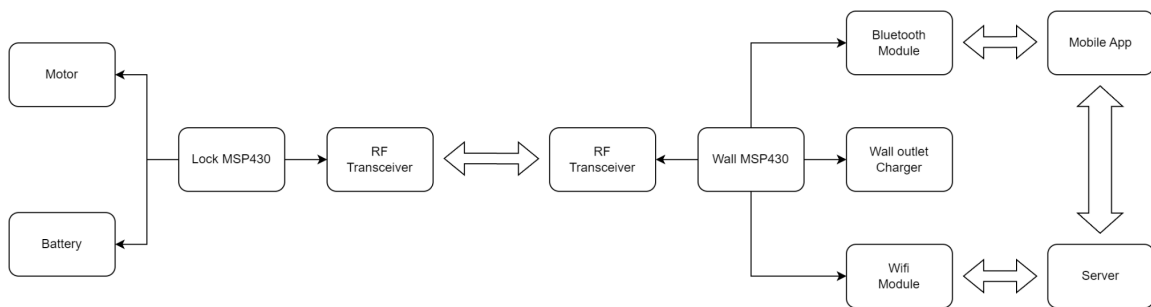 Motor
Battery
Lock MSP430
RF
Transceiver
RF
Transceiver
Wall MSP430
Bluetooth
Module
Wall outlet
Charger
Wifi
Module
Mobile App
Server